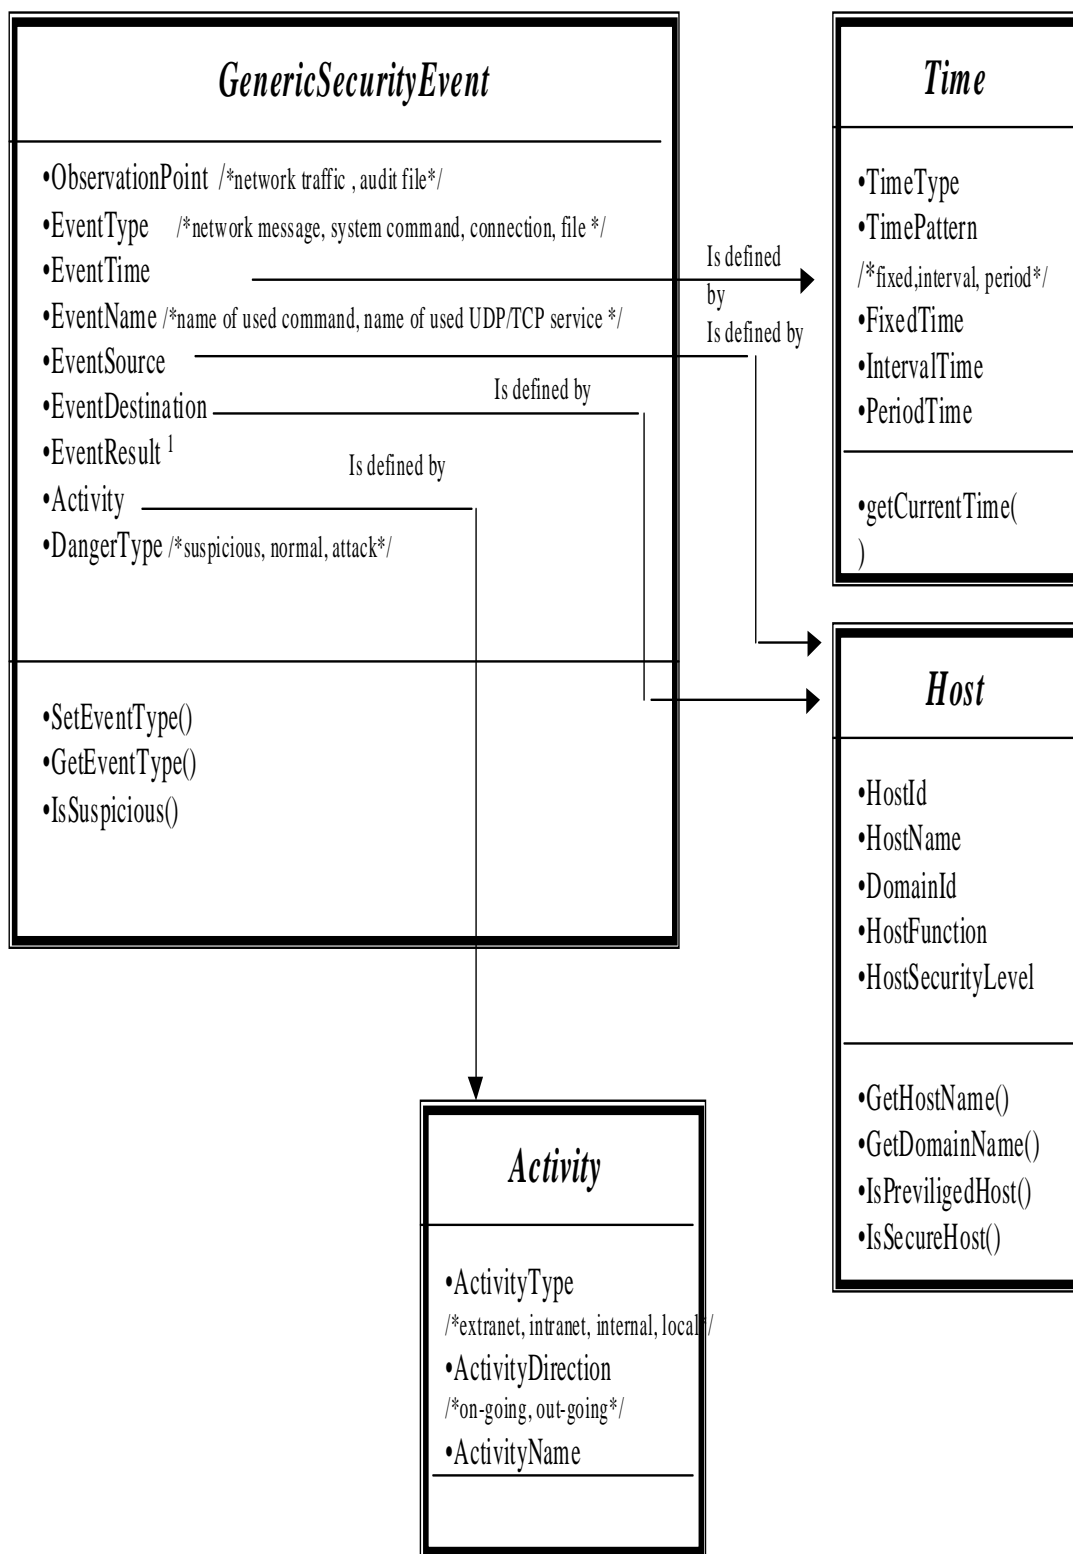 GenericSecurityEvent
•ObservationPoint /*network traffic , audit file*/
•EventType /*network message, system command, connection, file */
•EventTime
•EventName /*name of used command, name of used UDP/TCP service */
•EventSource
•EventDestination
•EventResult 1
•Activity
•DangerType /*suspicious, normal, attack*/
•SetEventType()
•GetEventType()
•IsSuspicious()
Is defined
by
Is defined by
Is defined by
Is defined by
Time
•TimeType
•TimePattern
/*fixed,interval, period*/
•FixedTime
•IntervalTime
•PeriodTime
•getCurrentTime(
)
Host
•HostId
•HostName
•DomainId
•HostFunction
•HostSecurityLevel
•GetHostName()
•GetDomainName()
•IsPreviligedHost()
•IsSecureHost()
Activity
•ActivityType
/*extranet, intranet, internal, local*/
•ActivityDirection
/*on-going, out-going*/
•ActivityName